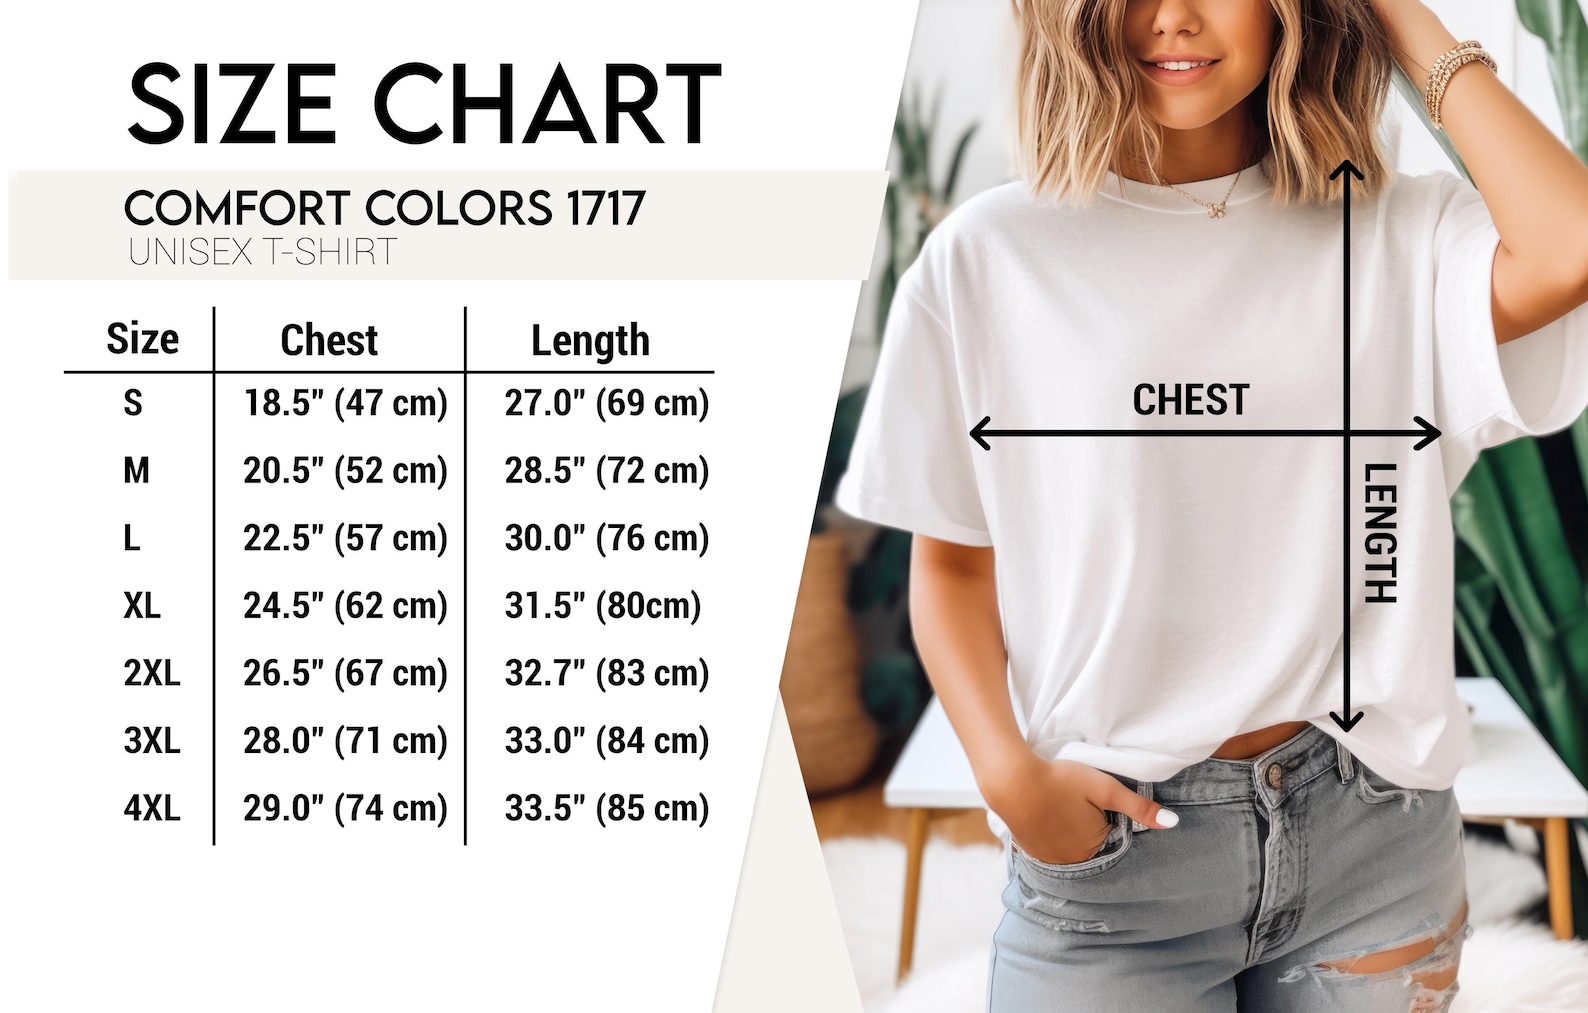 SIZE CHART
COMFORT COLORS 1717
UNISEX T-SHIRT
Size Chest Length
S 18.5" (47 cm) 27.0" (69 cm)
M 20.5" (52 cm) 28.5" (72 cm)
L 22.5" (57 cm) 30.0" (76 cm)
XL 24.5" (62 cm) 31.5" (80cm)
2XL 26.5" (67 cm) 32.7" (83 cm)
3XL 28.0" (71 cm) 33.0" (84 cm)
4XL 29.0" (74 cm) 33.5" (85 cm)
CHEST
LENGTH